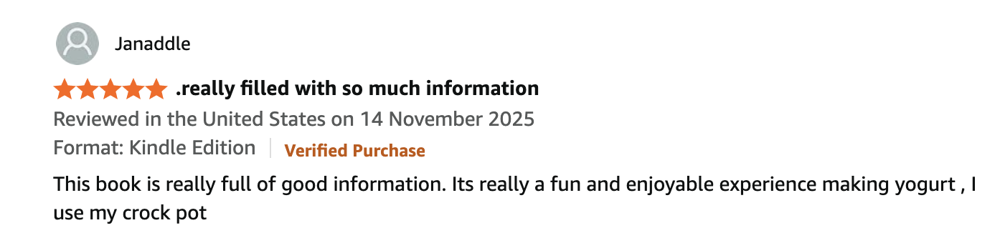 Janaddle
.really filled with so much information
Reviewed in the United States on 14 November 2025
Format: Kindle Edition | Verified Purchase
This book is really full of good information. Its really a fun and enjoyable experience making yogurt , I
use my crock pot